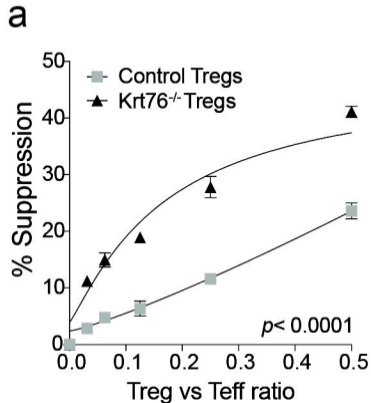 a
50
40
30
20
10
0
% Suppression
Control Tregs
Krt76-/- Tregs
p< 0.0001
0.0 0.1 0.2 0.3 0.4 0.5
Treg vs Teff ratio